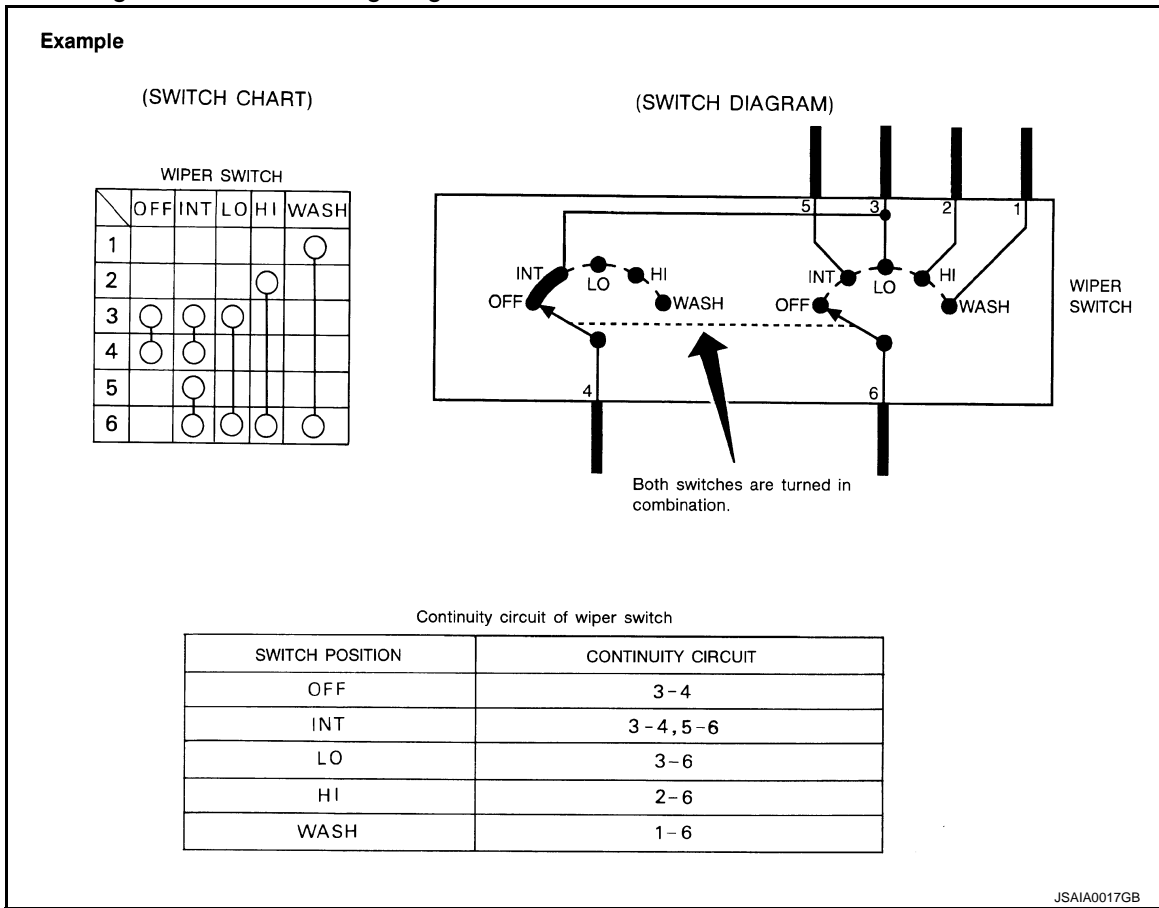 Example
(SWITCH CHART)
WIPER SWITCH
OFF INT LO HI WASH
1
2
3
4
5
6
(SWITCH DIAGRAM)
5 3 2 1
INT LO HI
OFF WASH
INT LO HI
OFF WASH
WIPER
SWITCH
4 6
Both switches are turned in
combination.
Continuity circuit of wiper switch
SWITCH POSITION CONTINUITY CIRCUIT
OFF 3-4
INT 3-4,5-6
LO 3-6
HI 2-6
WASH 1-6
JSAIA0017GB